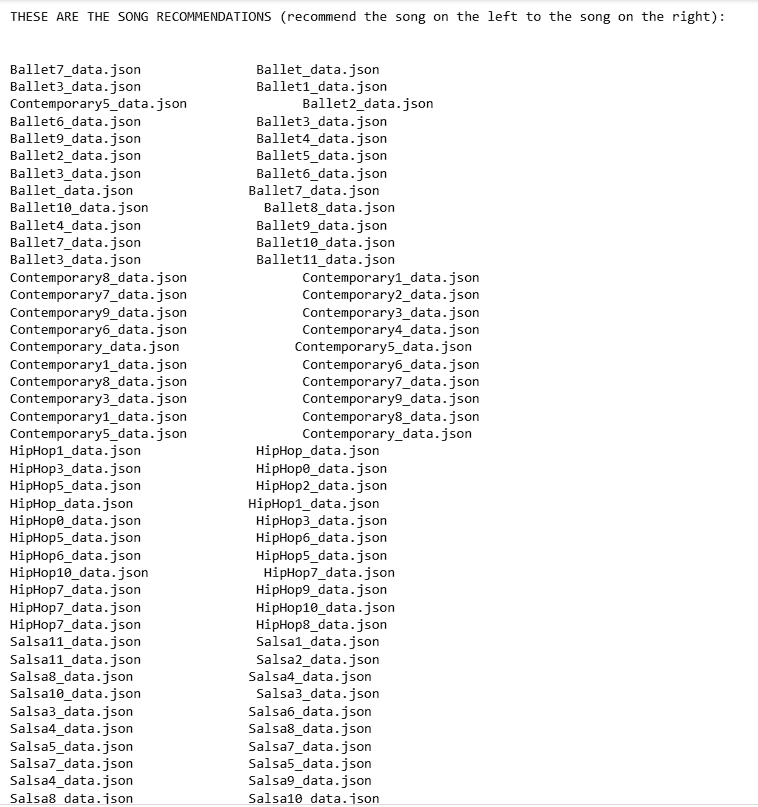 THESE ARE THE SONG RECOMMENDATIONS (recommend the song on the left to the song on the right):
Ballet7_data.json Ballet_data.json
Ballet3_data.json Ballet1_data.json
Contemporary5_data.json Ballet2_data.json
Ballet6_data.json Ballet3_data.json
Ballet9_data.json Ballet4_data.json
Ballet2_data.json Ballet5_data.json
Ballet3_data.json Ballet6_data.json
Ballet_data.json Ballet7_data.json
Ballet10_data.json Ballet8_data.json
Ballet4_data.json Ballet9_data.json
Ballet7_data.json Ballet10_data.json
Ballet3_data.json Ballet11_data.json
Contemporary8_data.json Contemporary1_data.json
Contemporary7_data.json Contemporary2_data.json
Contemporary9_data.json Contemporary3_data.json
Contemporary6_data.json Contemporary4_data.json
Contemporary_data.json Contemporary5_data.json
Contemporary1_data.json Contemporary6_data.json
Contemporary8_data.json Contemporary7_data.json
Contemporary3_data.json Contemporary9_data.json
Contemporary1_data.json Contemporary8_data.json
Contemporary5_data.json Contemporary_data.json
HipHop1_data.json HipHop_data.json
HipHop3_data.json HipHop0_data.json
HipHop5_data.json HipHop2_data.json
HipHop_data.json HipHop1_data.json
HipHop0_data.json HipHop3_data.json
HipHop5_data.json HipHop6_data.json
HipHop6_data.json HipHop5_data.json
HipHop10_data.json HipHop7_data.json
HipHop7_data.json HipHop9_data.json
HipHop7_data.json HipHop10_data.json
HipHop7_data.json HipHop8_data.json
Salsa11_data.json Salsa1_data.json
Salsa11_data.json Salsa2_data.json
Salsa8_data.json Salsa4_data.json
Salsa10_data.json Salsa3_data.json
Salsa3_data.json Salsa6_data.json
Salsa4_data.json Salsa8_data.json
Salsa5_data.json Salsa7_data.json
Salsa7_data.json Salsa5_data.json
Salsa4_data.json Salsa9_data.json
Salsa8_data.json Salsa10_data.json